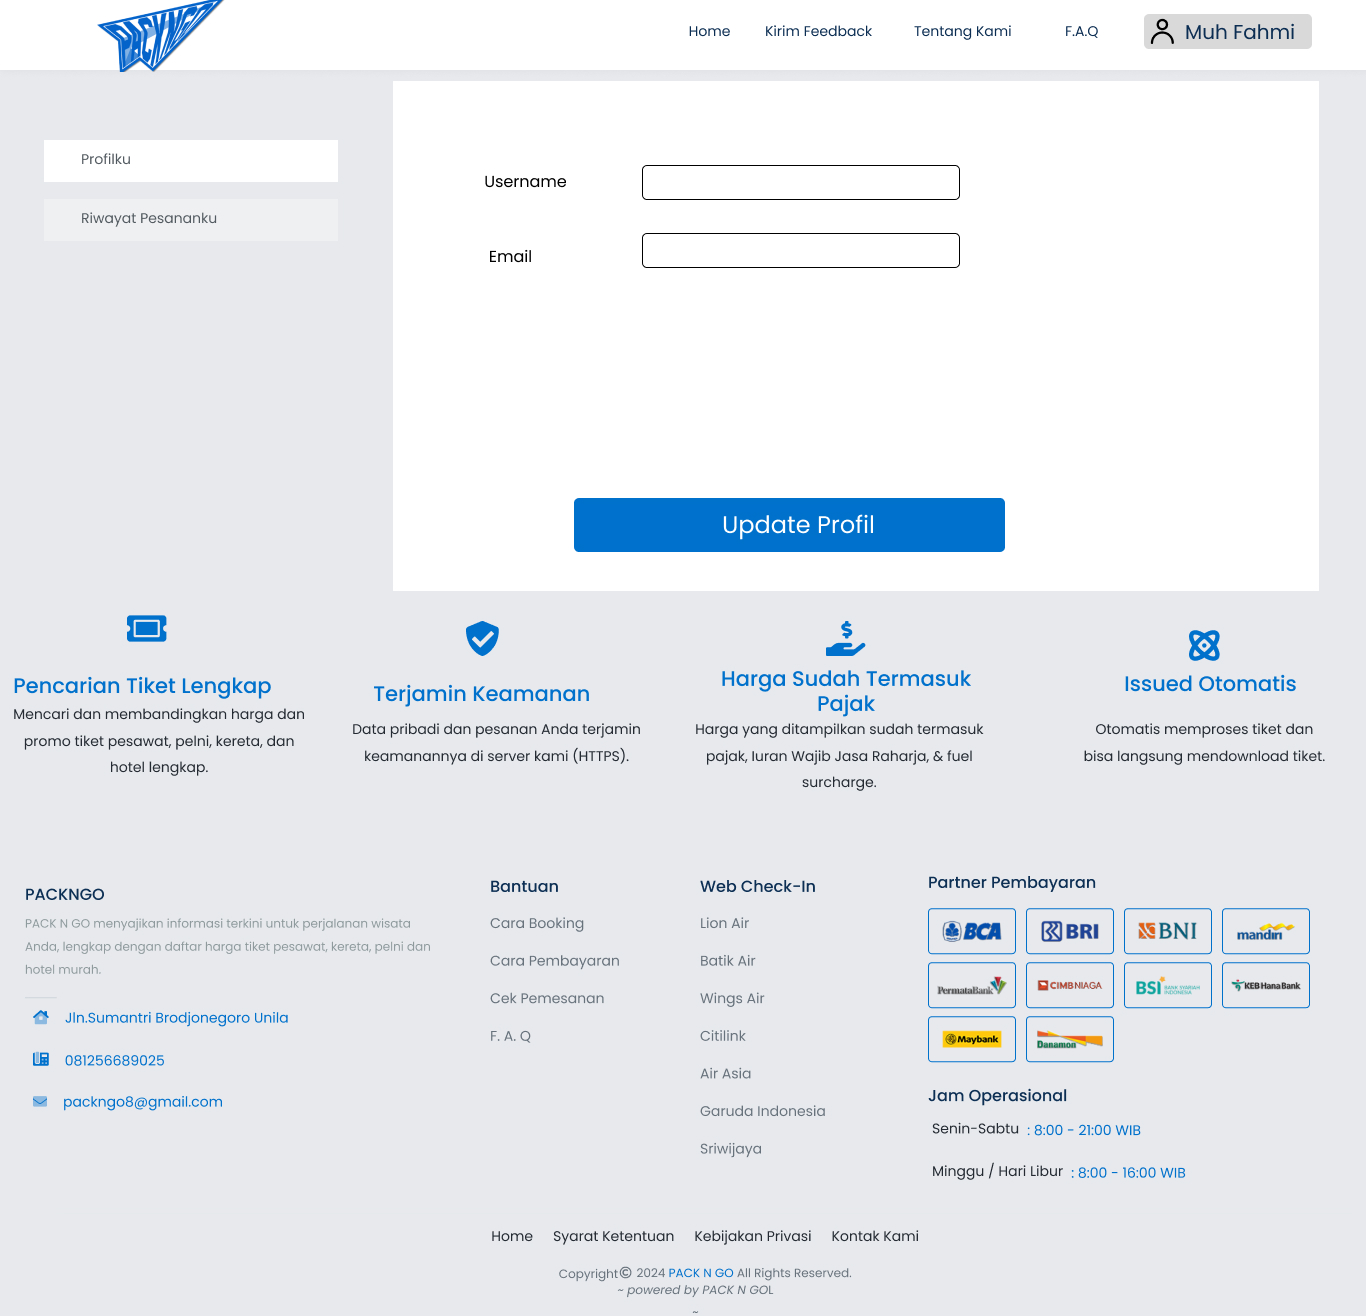 PACKNGO
Home
Kirim Feedback
Tentang Kami
F.A.Q
Muh Fahmi
Profilku
Riwayat Pesananku
Username
Email
Update Profil
Pencarian Tiket Lengkap
Mencari dan membandingkan harga dan
promo tiket pesawat, pelni, kereta, dan
hotel lengkap.
Terjamin Keamanan
Data pribadi dan pesanan Anda terjamin
keamanannya di server kami (HTTPS).
Harga Sudah Termasuk
Pajak
Harga yang ditampilkan sudah termasuk
pajak, Iuran Wajib Jasa Raharja, & fuel
surcharge.
Issued Otomatis
Otomatis memproses tiket dan
bisa langsung mendownload tiket.
PACKNGO
PACK N GO menyajikan informasi terkini untuk perjalanan wisata
Anda, lengkap dengan daftar harga tiket pesawat, kereta, pelni dan
hotel murah.
Jln.Sumantri Brodjonegoro Unila
081256689025
packngo8@gmail.com
Bantuan
Cara Booking
Cara Pembayaran
Cek Pemesanan
F. A. Q
Web Check-In
Lion Air
Batik Air
Wings Air
Citilink
Air Asia
Garuda Indonesia
Sriwijaya
Partner Pembayaran
BCA
BRI
BNI
mandiri
PermataBank
CIMB NIAGA
BSI BANK SYARIAH INDONESIA
KEB Hana Bank
Maybank
Danamon
Jam Operasional
Senin-Sabtu : 8:00 - 21:00 WIB
Minggu / Hari Libur : 8:00 - 16:00 WIB
Home
Syarat Ketentuan
Kebijakan Privasi
Kontak Kami
Copyright© 2024 PACK N GO All Rights Reserved.
~ powered by PACK N GOL
~